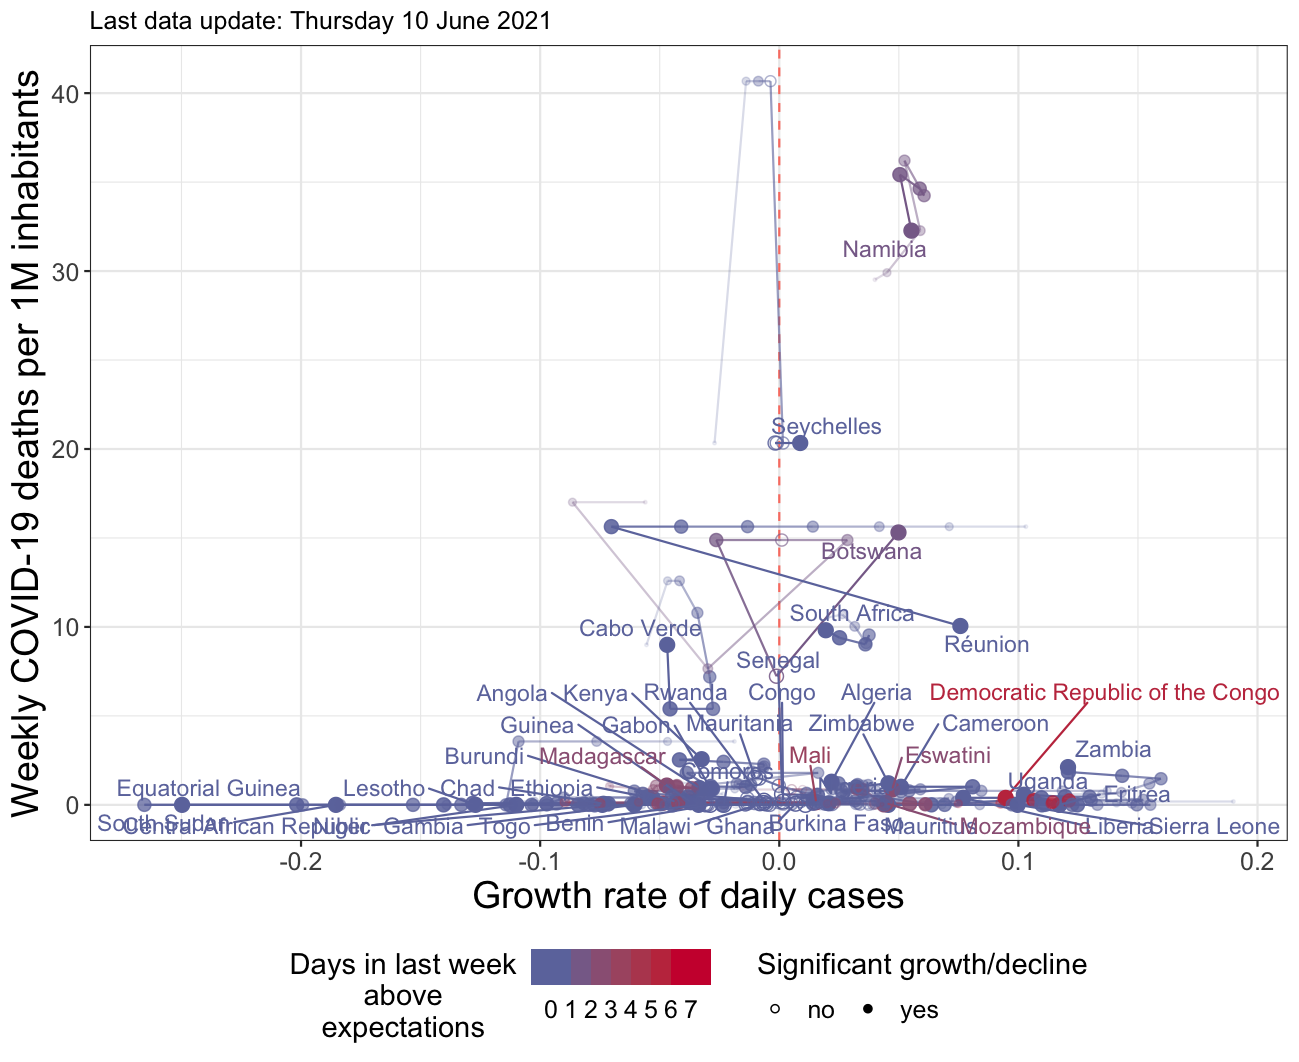 Last data update: Thursday 10 June 2021
Weekly COVID-19 deaths per 1M inhabitants
40
30
20
10
0
Namibia
Seychelles
Botswana
South Africa
Cabo Verde
Réunion
Senegal
Angola Kenya Rwanda Congo Algeria Democratic Republic of the Congo
Guinea Gabon Mauritania Zimbabwe Cameroon
Burundi Madagascar Mali Eswatini Zambia
Comoros
Uganda
Equatorial Guinea Lesotho Chad Ethiopia Eritrea
South Sudan Central African Republic Niger Gambia Togo Benin Malawi Ghana Burkina Faso Mauritius Mozambique Liberia Sierra Leone
-0.2 -0.1 0.0 0.1 0.2
Growth rate of daily cases
Days in last week
above
expectations
0 1 2 3 4 5 6 7
Significant growth/decline
no yes